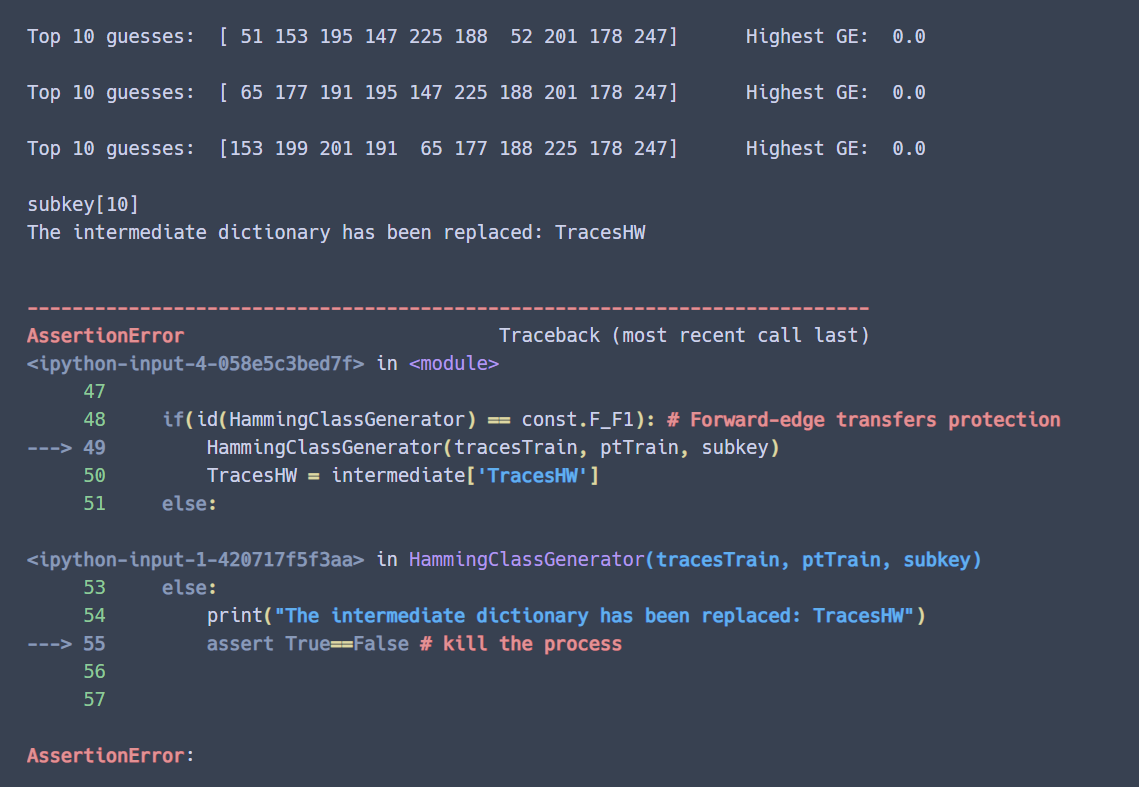 Top 10 guesses:  [ 51 153 195 147 225 188  52 201 178 247]      Highest GE:  0.0
Top 10 guesses:  [ 65 177 191 195 147 225 188 201 178 247]      Highest GE:  0.0
Top 10 guesses:  [153 199 201 191  65 177 188 225 178 247]      Highest GE:  0.0
subkey[10]
The intermediate dictionary has been replaced: TracesHW
---------------------------------------------------------------------------
AssertionError                            Traceback (most recent call last)
<ipython-input-4-058e5c3bed7f> in <module>
     47
     48     if(id(HammingClassGenerator) == const.F_F1): # Forward-edge transfers protection
---> 49         HammingClassGenerator(tracesTrain, ptTrain, subkey)
     50         TracesHW = intermediate['TracesHW']
     51     else:
<ipython-input-1-420717f5f3aa> in HammingClassGenerator(tracesTrain, ptTrain, subkey)
     53     else:
     54         print("The intermediate dictionary has been replaced: TracesHW")
---> 55         assert True==False # kill the process
     56
     57
AssertionError: